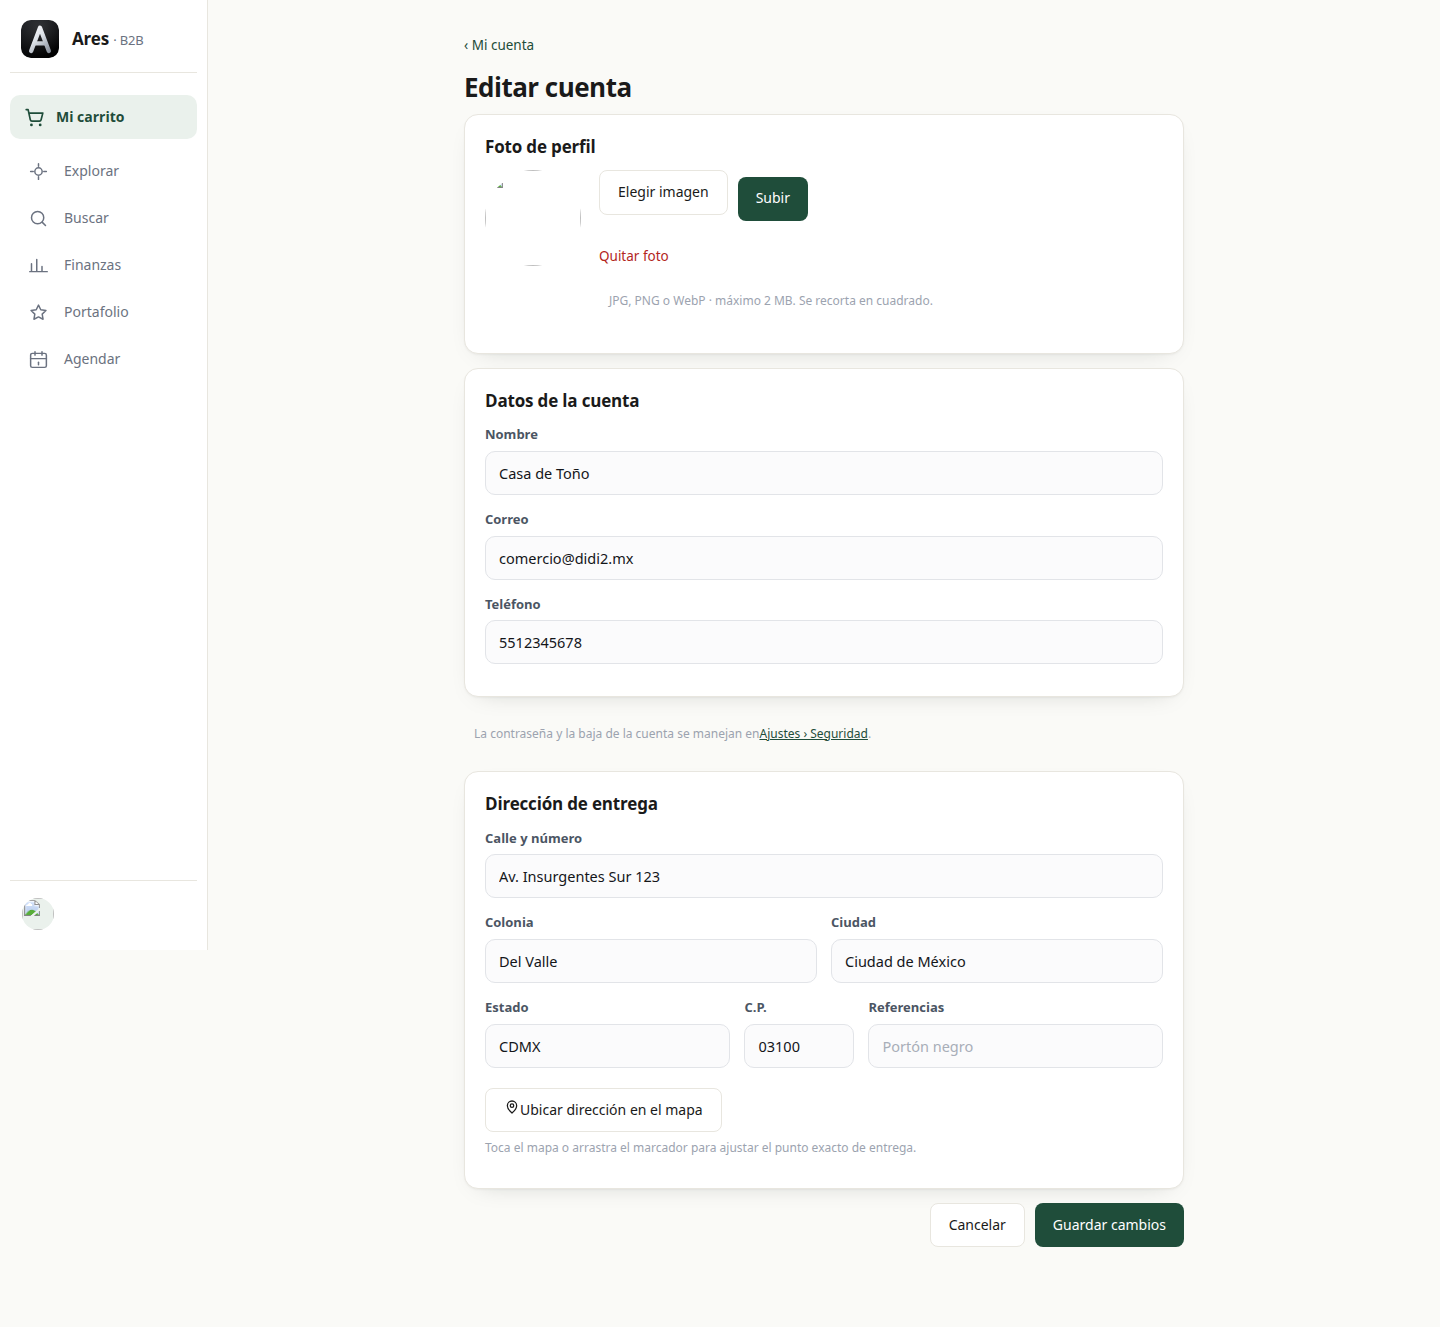 Ares · B2B
Mi carrito
Explorar
Buscar
Finanzas
Portafolio
Agendar
‹ Mi cuenta
Editar cuenta
Foto de perfil
Elegir imagen
Subir
Quitar foto
JPG, PNG o WebP · máximo 2 MB. Se recorta en cuadrado.
Datos de la cuenta
Nombre
Casa de Toño
Correo
comercio@didi2.mx
Teléfono
5512345678
La contraseña y la baja de la cuenta se manejan enAjustes › Seguridad.
Dirección de entrega
Calle y número
Av. Insurgentes Sur 123
Colonia
Ciudad
Del Valle
Ciudad de México
Estado
C.P.
Referencias
CDMX
03100
Portón negro
Ubicar dirección en el mapa
Toca el mapa o arrastra el marcador para ajustar el punto exacto de entrega.
Cancelar
Guardar cambios